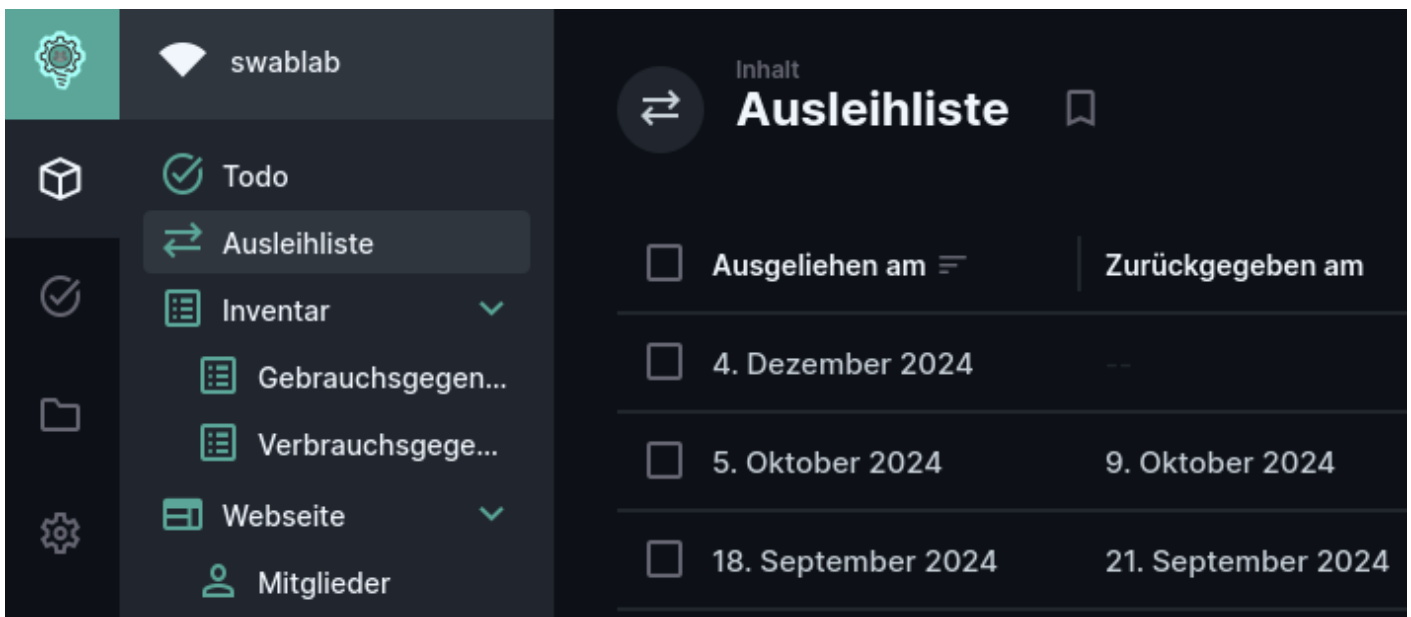 swablab
Todo
Ausleihliste
Inventar
Gebrauchsgegen...
Verbrauchsgege...
Webseite
Mitglieder
Inhalt
Ausleihliste
Ausgeliehen am Zurückgegeben am
4. Dezember 2024 --
5. Oktober 2024 9. Oktober 2024
18. September 2024 21. September 2024